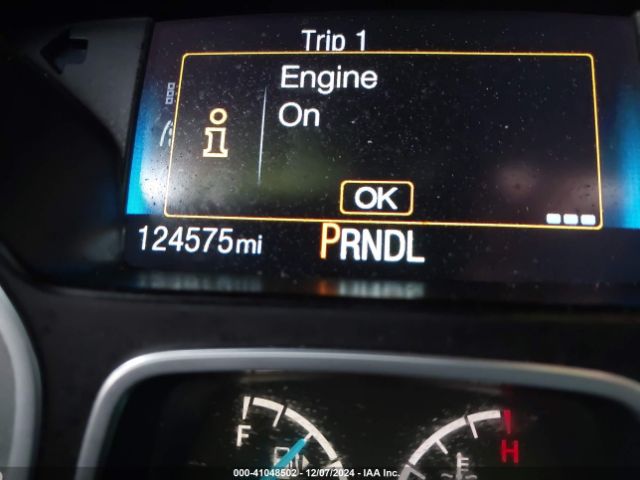 Trip 1
Engine
On
OK
124575mi PRNDL
F
H
000-41048502 - 12/07/2024 - IAA Inc.